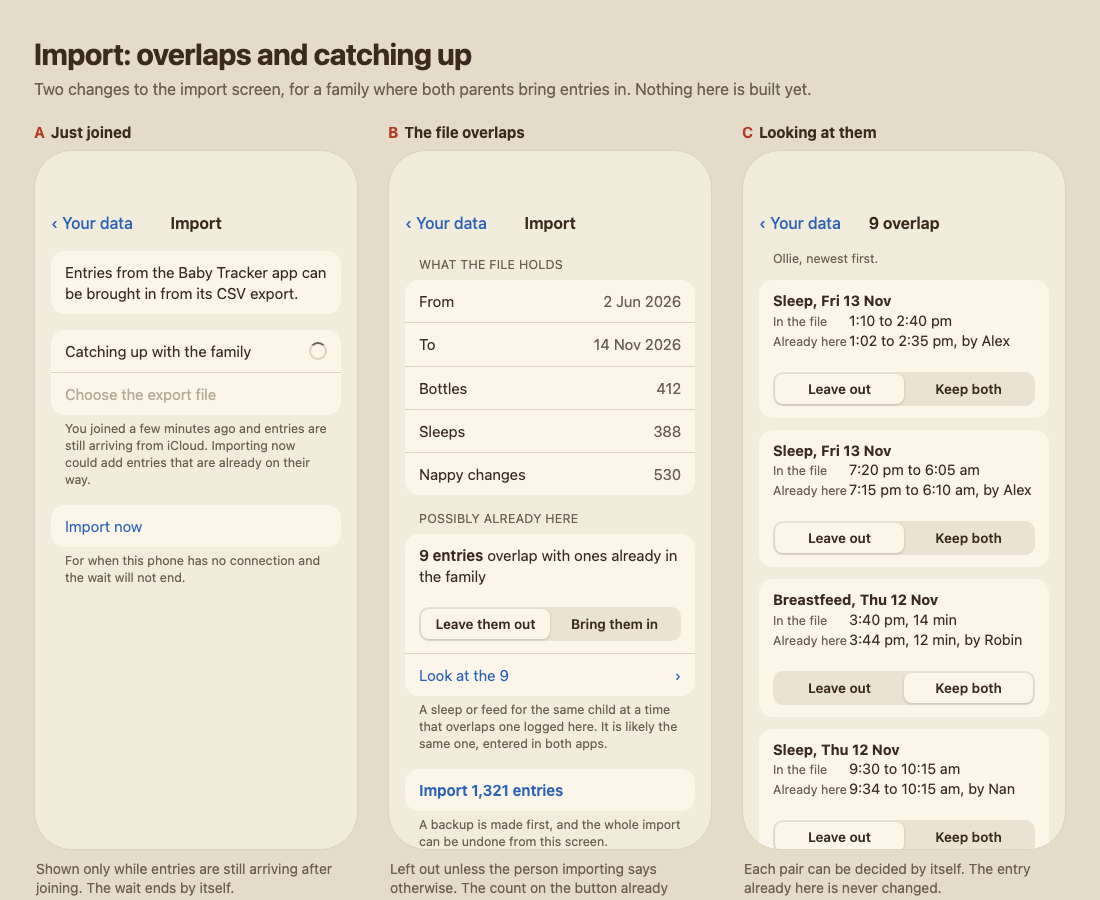 Import: overlaps and catching up
Two changes to the import screen, for a family where both parents bring entries in. Nothing here is built yet.
A Just joined
‹ Your data Import
Entries from the Baby Tracker app can
be brought in from its CSV export.
Catching up with the family
Choose the export file
You joined a few minutes ago and entries are
still arriving from iCloud. Importing now
could add entries that are already on their
way.
Import now
For when this phone has no connection and
the wait will not end.
Shown only while entries are still arriving after
joining. The wait ends by itself.
B The file overlaps
‹ Your data Import
WHAT THE FILE HOLDS
From 2 Jun 2026
To 14 Nov 2026
Bottles 412
Sleeps 388
Nappy changes 530
POSSIBLY ALREADY HERE
9 entries overlap with ones already in
the family
Leave them out Bring them in
Look at the 9 ›
A sleep or feed for the same child at a time
that overlaps one logged here. It is likely the
same one, entered in both apps.
Import 1,321 entries
A backup is made first, and the whole import
can be undone from this screen.
Left out unless the person importing says
otherwise. The count on the button already
C Looking at them
‹ Your data 9 overlap
Ollie, newest first.
Sleep, Fri 13 Nov
In the file 1:10 to 2:40 pm
Already here 1:02 to 2:35 pm, by Alex
Leave out Keep both
Sleep, Fri 13 Nov
In the file 7:20 pm to 6:05 am
Already here 7:15 pm to 6:10 am, by Alex
Leave out Keep both
Breastfeed, Thu 12 Nov
In the file 3:40 pm, 14 min
Already here 3:44 pm, 12 min, by Robin
Leave out Keep both
Sleep, Thu 12 Nov
In the file 9:30 to 10:15 am
Already here 9:34 to 10:15 am, by Nan
Leave out Keep both
Each pair can be decided by itself. The entry
already here is never changed.